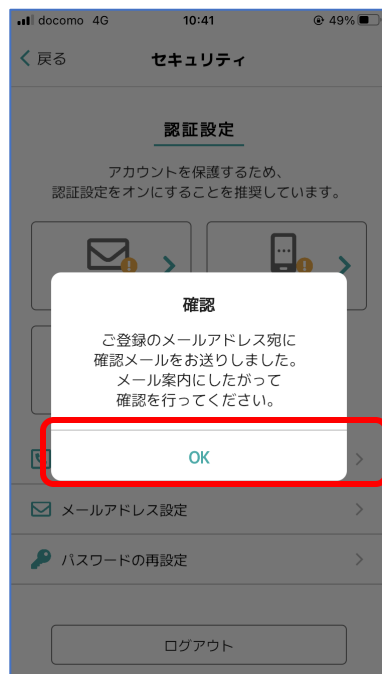 docomo 4G 10:41 49%
戻る セキュリティ
認証設定
アカウントを保護するため、
認証設定をオンにすることを推奨しています。
確認
ご登録のメールアドレス宛に
確認メールをお送りしました。
メール案内にしたがって
確認を行ってください。
OK
メールアドレス設定
パスワードの再設定
ログアウト